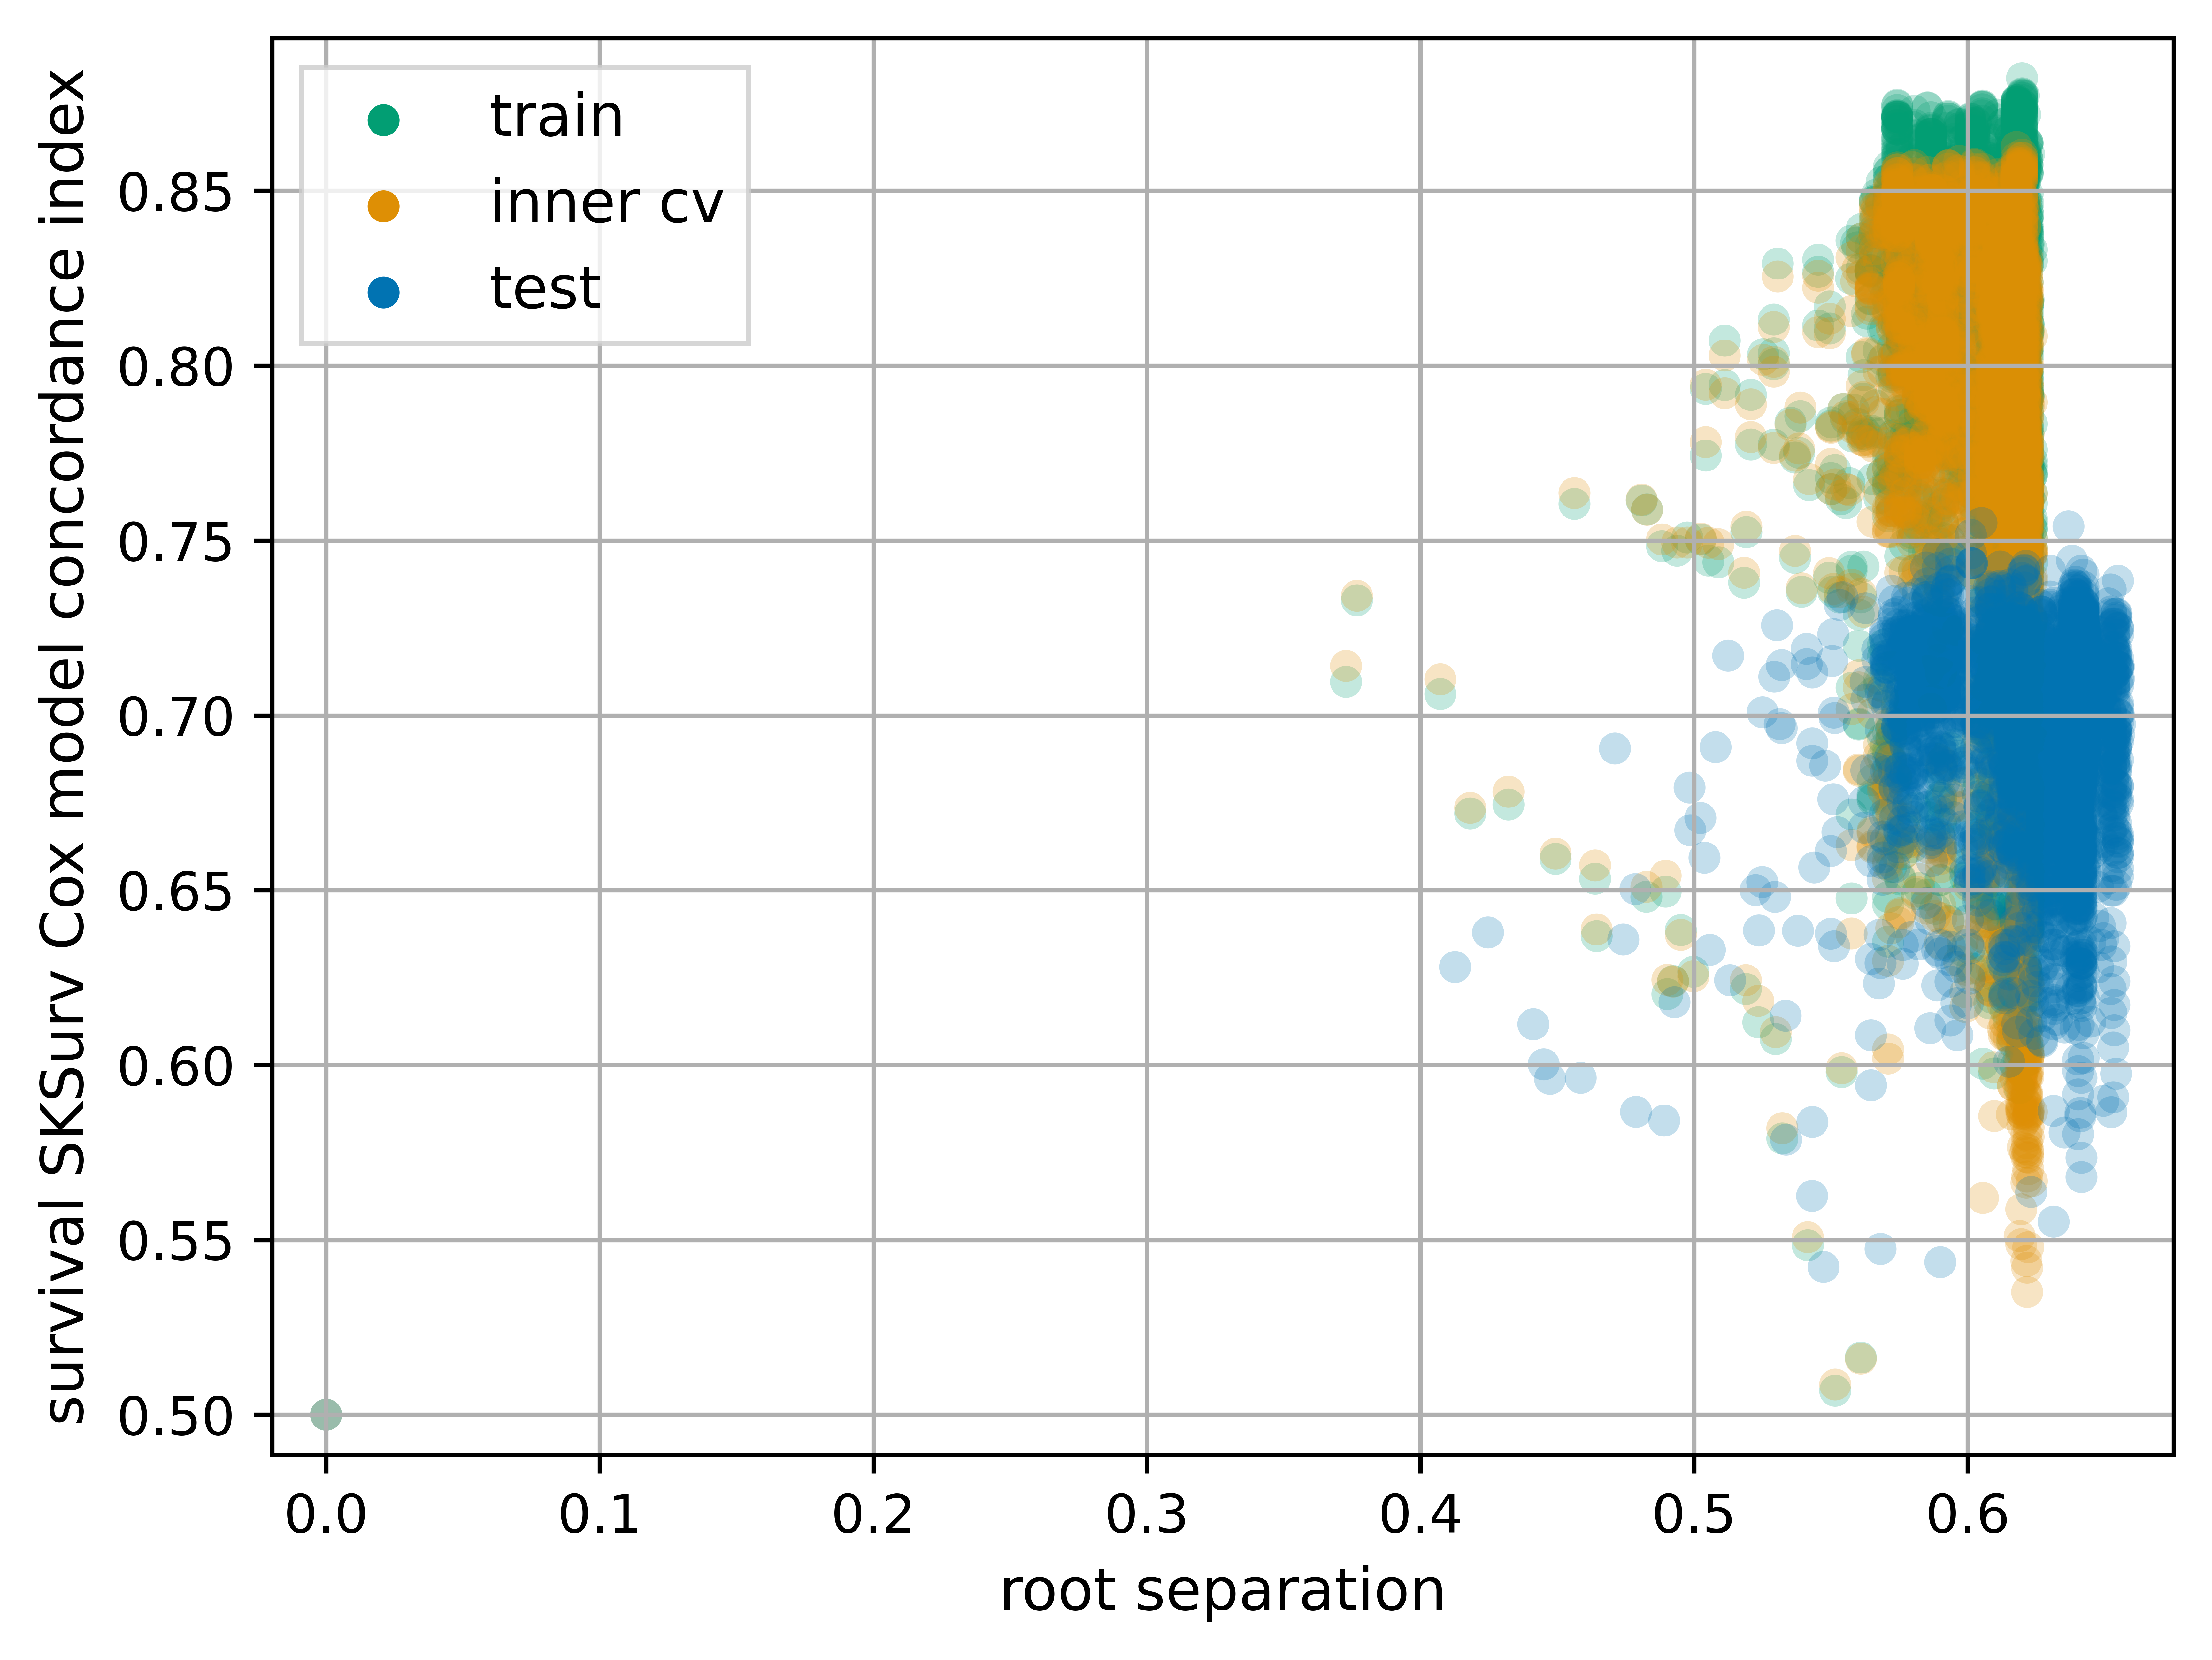 train
inner cv
test
survival SKSurv Cox model concordance index
0.85
0.80
0.75
0.70
0.65
0.60
0.55
0.50
0.0 0.1 0.2 0.3 0.4 0.5 0.6
root separation